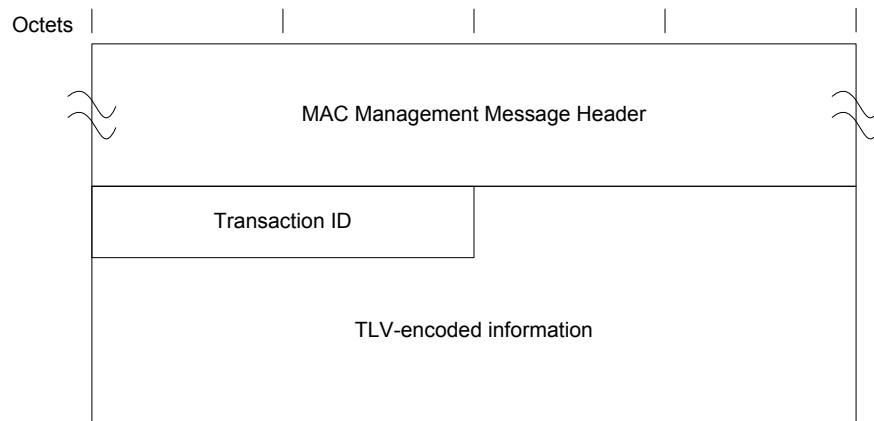 Octets
MAC Management Message Header
Transaction ID
TLV-encoded information